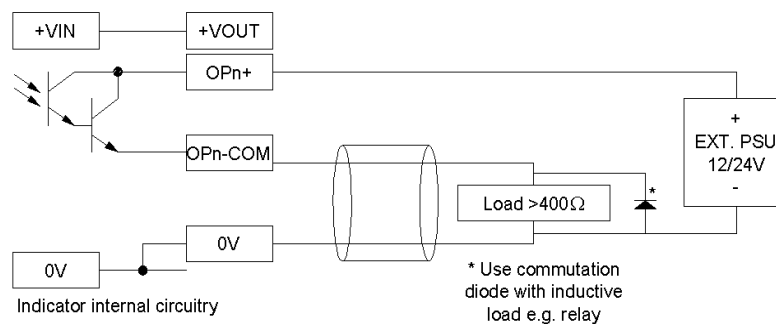 +VIN
+VOUT
OPn+
+
EXT. PSU
12/24V
-
OPn-COM
Load >400Ω
*
0V
0V
* Use commutation
diode with inductive
load e.g. relay
Indicator internal circuitry